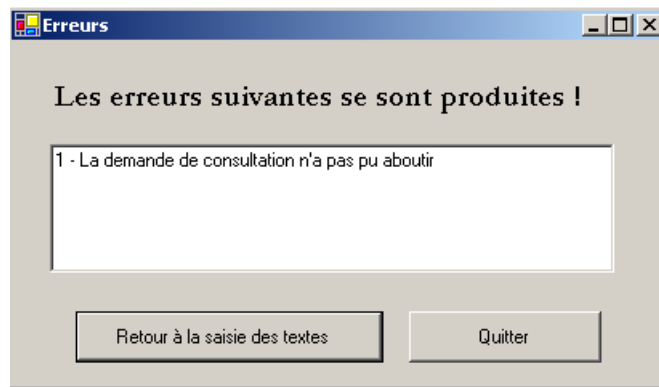 Erreurs
Les erreurs suivantes se sont produites !
1 - La demande de consultation n'a pas pu aboutir
Retour à la saisie des textes
Quitter